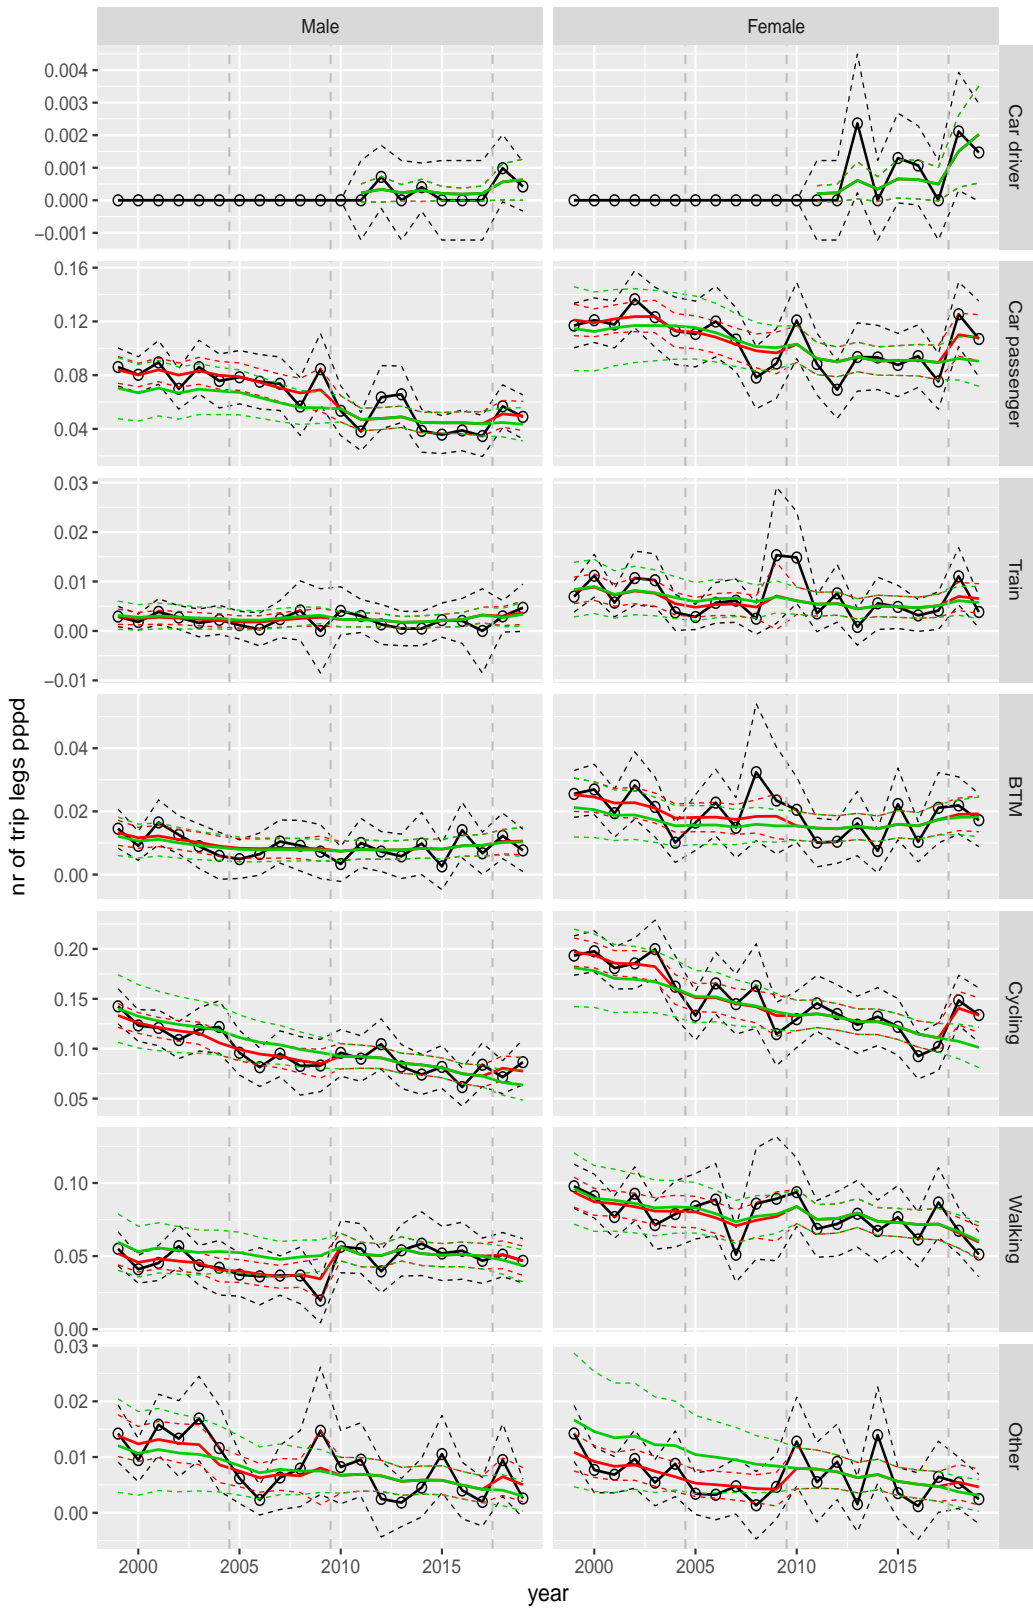 Male Female
0.004
0.003
0.002
0.001
0.000
−0.001
Car driver
0.16
0.12
0.08
0.04
Car passenger
0.03
0.02
0.01
0.00
−0.01
Train
0.04
0.02
0.00
BTM
0.20
0.15
0.10
0.05
Cycling
0.10
0.05
0.00
Walking
0.03
0.02
0.01
0.00
Other
nr of trip legs pppd
2000 2005 2010 2015 2000 2005 2010 2015
year